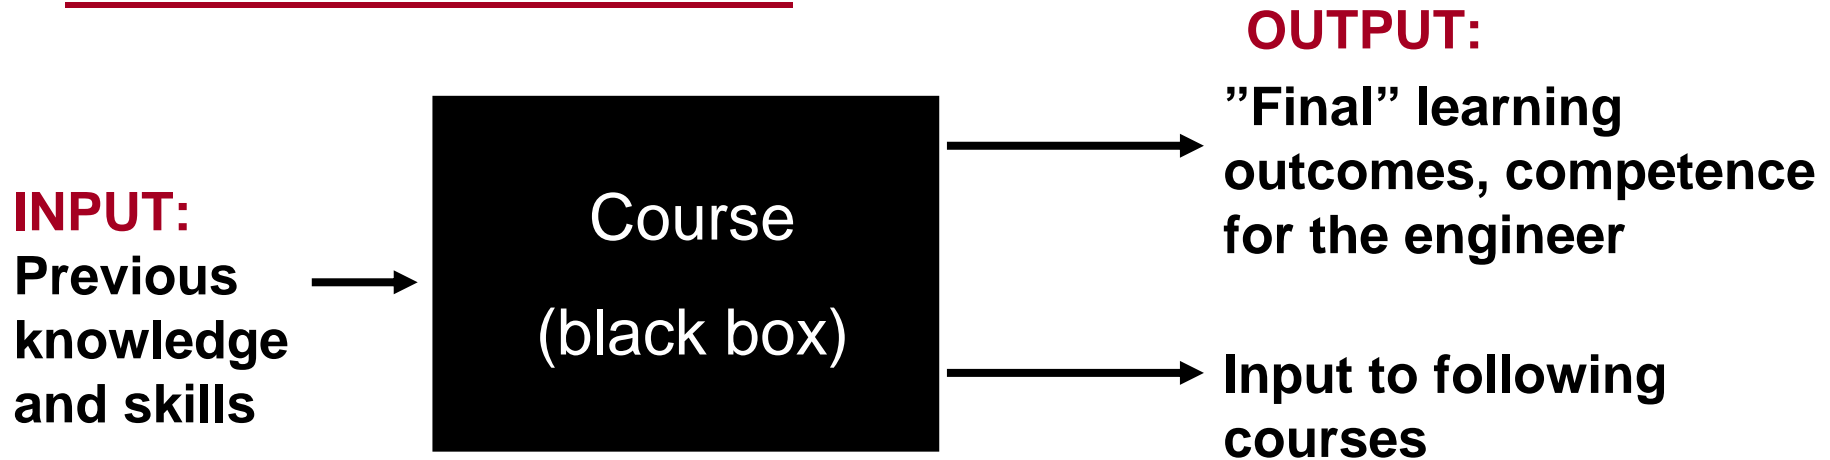 INPUT:
Previous
knowledge
and skills
Course
(black box)
OUTPUT:
”Final” learning
outcomes, competence
for the engineer
Input to following
courses